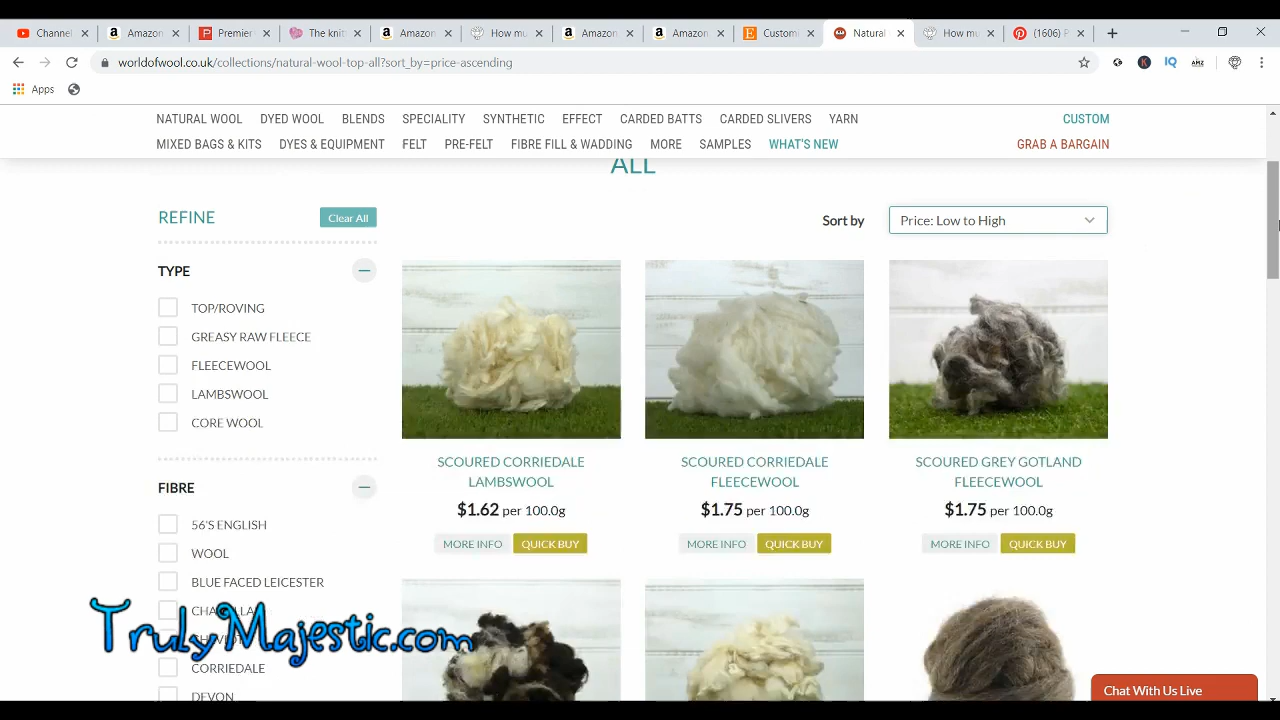 Channel
Amazon
Premier
The knit
Amazon
How mu
Amazon
Amazon
Custom
Natural
How mu
(1606) P
worldofwool.co.uk/collections/natural-wool-top-all?sort_by=price-ascending
Apps
NATURAL WOOL DYED WOOL BLENDS SPECIALITY SYNTHETIC EFFECT CARDED BATTS CARDED SLIVERS YARN CUSTOM
MIXED BAGS & KITS DYES & EQUIPMENT FELT PRE-FELT FIBRE FILL & WADDING MORE SAMPLES WHAT'S NEW GRAB A BARGAIN
ALL
REFINE
Clear All
Sort by
Price: Low to High
TYPE
TOP/ROVING
GREASY RAW FLEECE
FLEECEWOOL
LAMBSWOOL
CORE WOOL
FIBRE
56'S ENGLISH
WOOL
BLUE FACED LEICESTER
CORRIEDALE
DEVON
SCOURED CORRIEDALE
LAMBSWOOL
$1.62 per 100.0g
MORE INFO QUICK BUY
SCOURED CORRIEDALE
FLEECEWOOL
$1.75 per 100.0g
MORE INFO QUICK BUY
SCOURED GREY GOTLAND
FLEECEWOOL
$1.75 per 100.0g
MORE INFO QUICK BUY
TrulyMajestic.com
Chat With Us Live